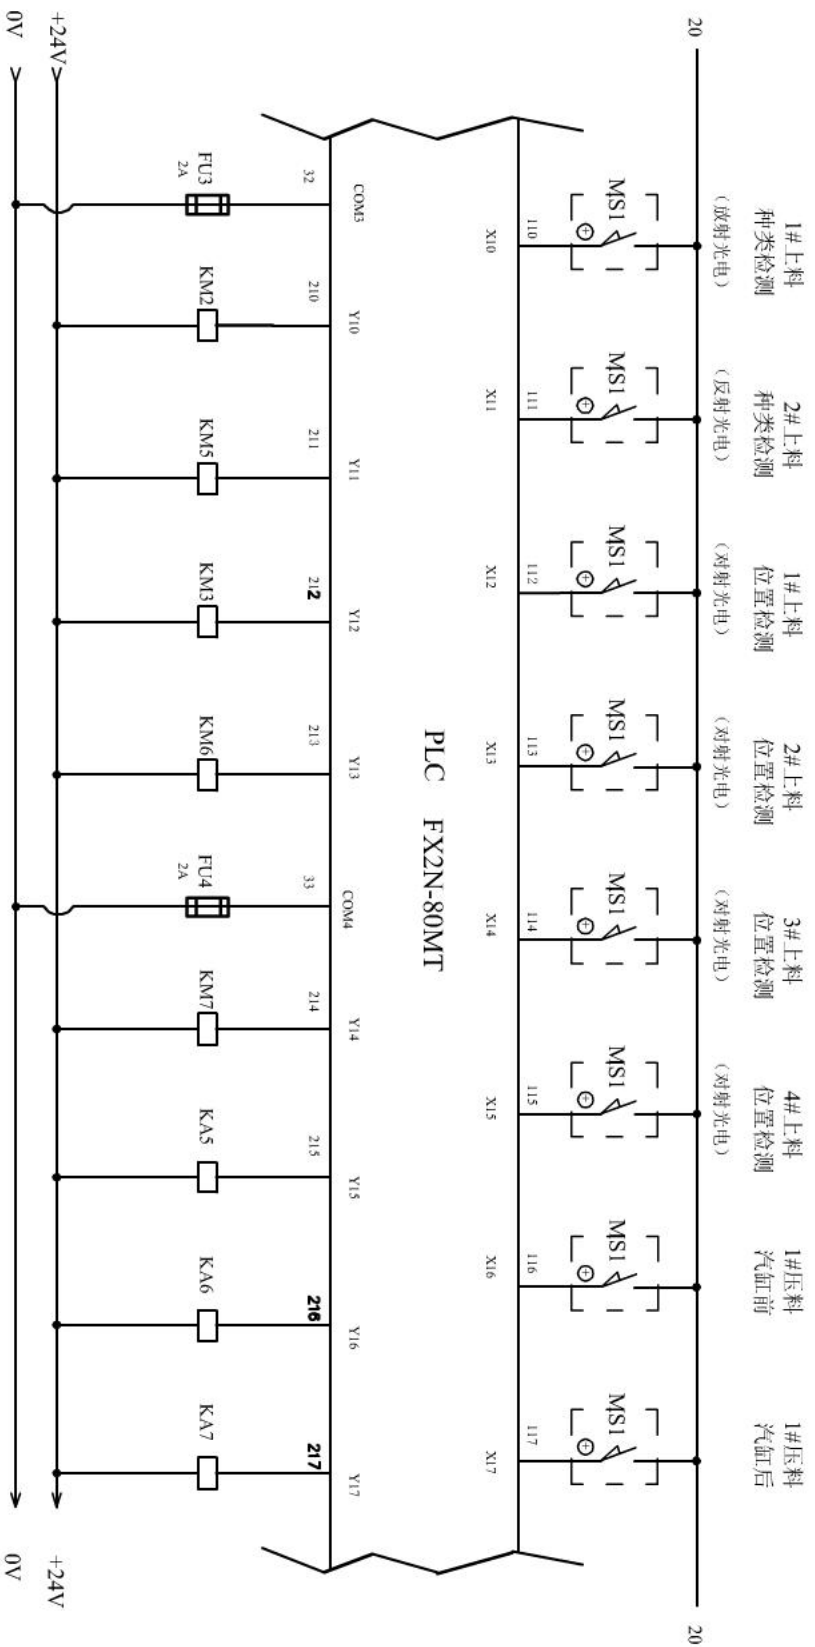 1#上料 2#上料 1#上料 2#上料 3#上料 4#上料 1#压料 1#压料
种类检测 种类检测 位置检测 位置检测 位置检测 位置检测 汽缸前 汽缸后
（放射光电） （反射光电） （对射光电） （对射光电） （对射光电） （对射光电）
20 20
MS1 MS1 MS1 MS1 MS1 MS1 MS1 MS1
110 111 112 113 114 115 116 117
X10 X11 X12 X13 X14 X15 X16 X17
PLC FX2N-80MT
COM3 Y10 Y11 Y12 Y13 COM4 Y14 Y15 Y16 Y17
32 210 211 212 213 33 214 215 216 217
FU3 KM2 KM5 KM3 KM6 FU4 KM7 KA5 KA6 KA7
2A 2A
+24V +24V
0V 0V